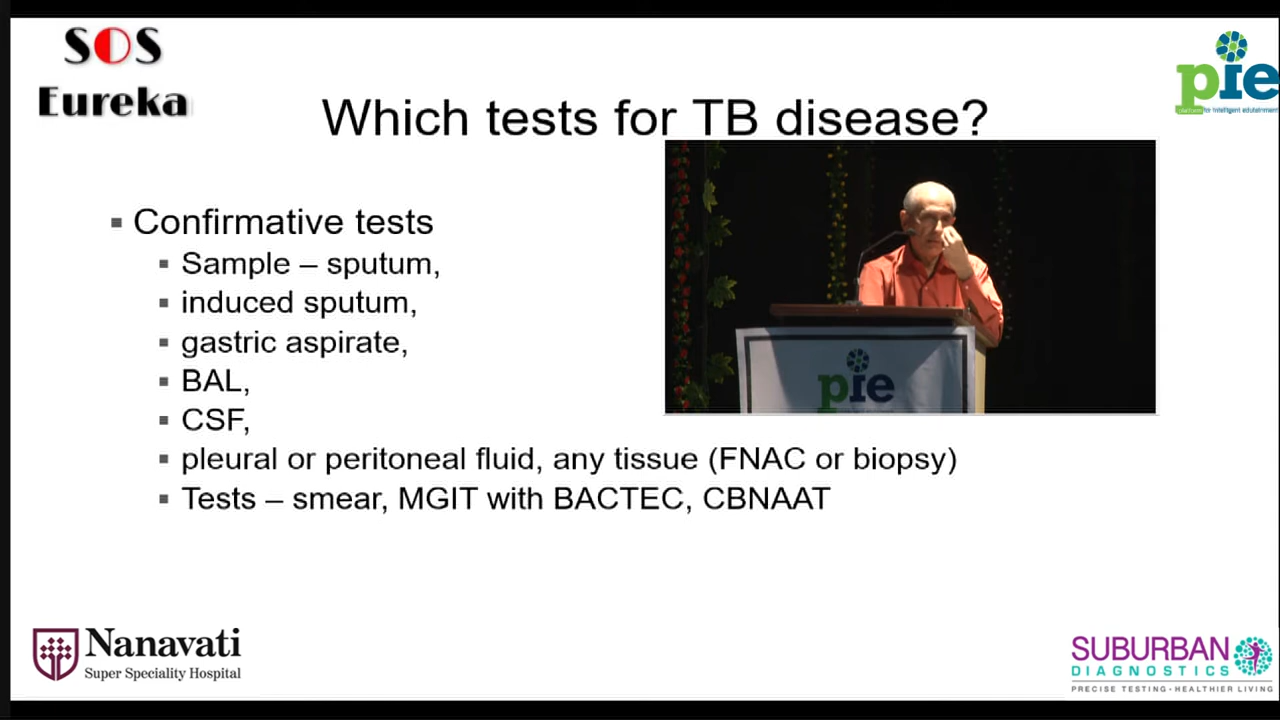 SOS
Eureka
pie
Which tests for TB disease?
Confirmative tests
Sample – sputum,
induced sputum,
gastric aspirate,
BAL,
CSF,
pleural or peritoneal fluid, any tissue (FNAC or biopsy)
Tests – smear, MGIT with BACTEC, CBNAAT
pie
Nanavati
Super Speciality Hospital
SUBURBAN
DIAGNOSTICS
PRECISE TESTING • HEALTHIER LIVING